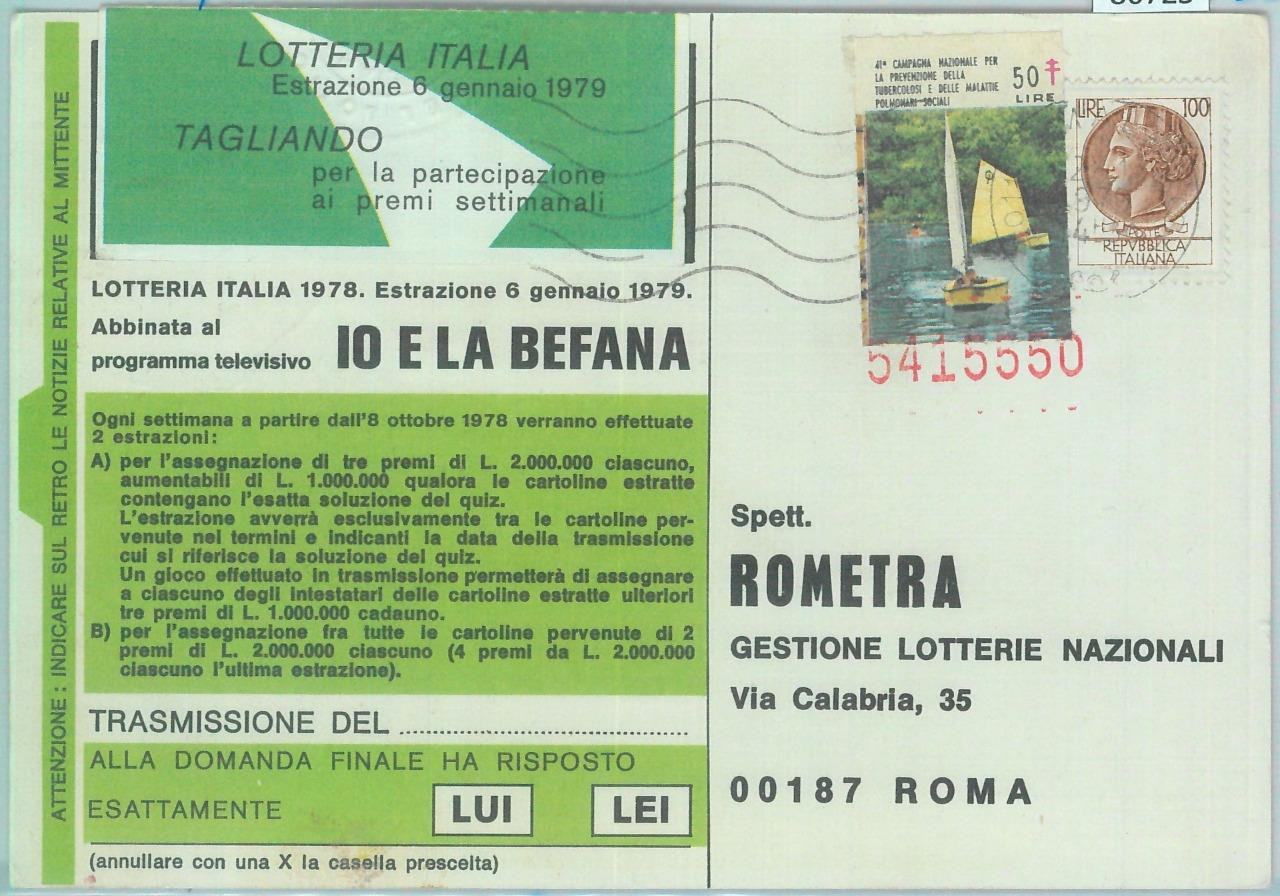 LOTTERIA ITALIA
Estrazione 6 gennaio 1979
TAGLIANDO
per la partecipazione
ai premi settimanali
ATTENZIONE : INDICARE SUL RETRO LE NOTIZIE RELATIVE AL MITTENTE
LOTTERIA ITALIA 1978. Estrazione 6 gennaio 1979.
Abbinata al
programma televisivo IO E LA BEFANA
Ogni settimana a partire dall'8 ottobre 1978 verranno effettuate
2 estrazioni:
A) per l'assegnazione di tre premi di L. 2.000.000 ciascuno,
aumentabili di L. 1.000.000 qualora le cartoline estratte
contengano l'esatta soluzione del quiz.
L'estrazione avverrà esclusivamente tra le cartoline per-
venute nei termini e indicanti la data della trasmissione
cui si riferisce la soluzione del quiz.
Un gioco effettuato in trasmissione permetterà di assegnare
a ciascuno degli intestatari delle cartoline estratte ulteriori
tre premi di L. 1.000.000 cadauno.
B) per l'assegnazione fra tutte le cartoline pervenute di 2
premi di L. 2.000.000 ciascuno (4 premi da L. 2.000.000
ciascuno l'ultima estrazione).
TRASMISSIONE DEL
ALLA DOMANDA FINALE HA RISPOSTO
ESATTAMENTE LUI LEI
(annullare con una X la casella prescelta)
41ª CAMPAGNA NAZIONALE PER
LA PREVENZIONE DELLA
TUBERCOLOSI E DELLE MALATTIE
POLMONARI SOCIALI
50
LIRE
LIRE 100
POSTE
REPVBBLICA
ITALIANA
5415550
Spett.
ROMETRA
GESTIONE LOTTERIE NAZIONALI
Via Calabria, 35
00187 ROMA